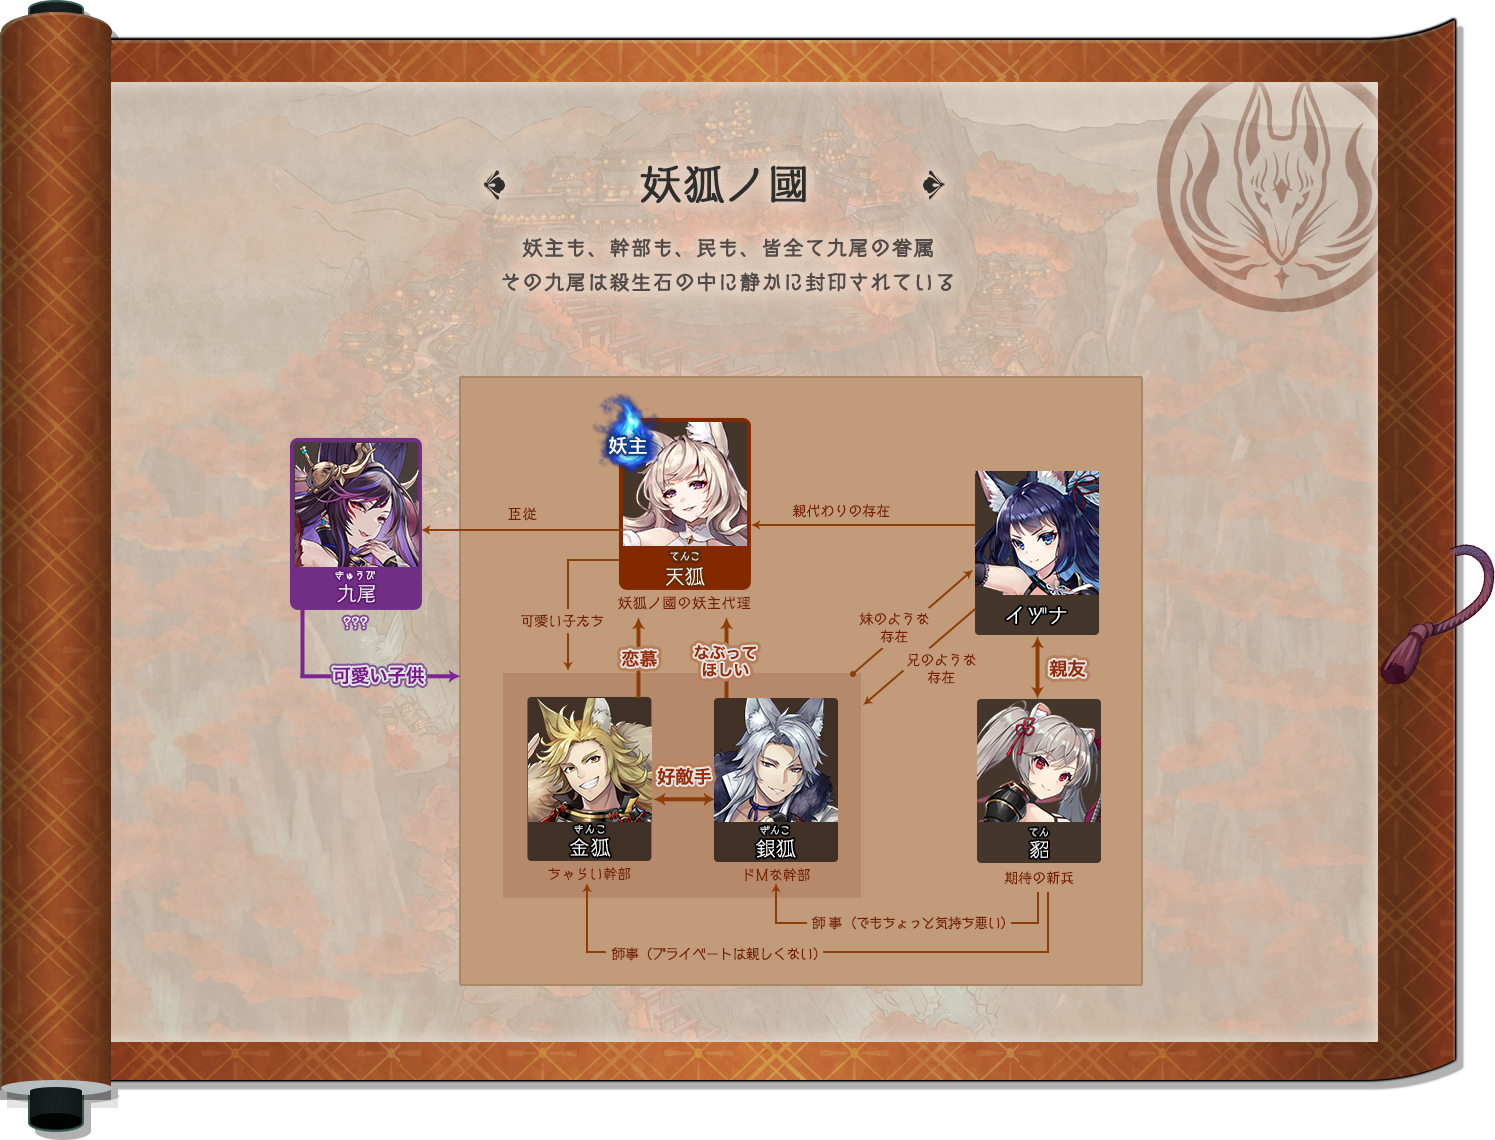 妖狐ノ國
妖主も、幹部も、民も、皆全て九尾の眷属
その九尾は殺生石の中に静かに封印されている
妖主
てんこ
天狐
妖狐ノ國の妖主代理
きゅうび
九尾
???
臣従
親代わりの存在
イヅナ
可愛い子たち
可愛い子供
恋慕
なぶって
ほしい
妹のような
存在
兄のような
存在
親友
きんこ
金狐
ちゃらい幹部
好敵手
ぎんこ
銀狐
ドMな幹部
てん
貂
期待の新兵
師事（でもちょっと気持ち悪い）
師事（プライベートは親しくない）